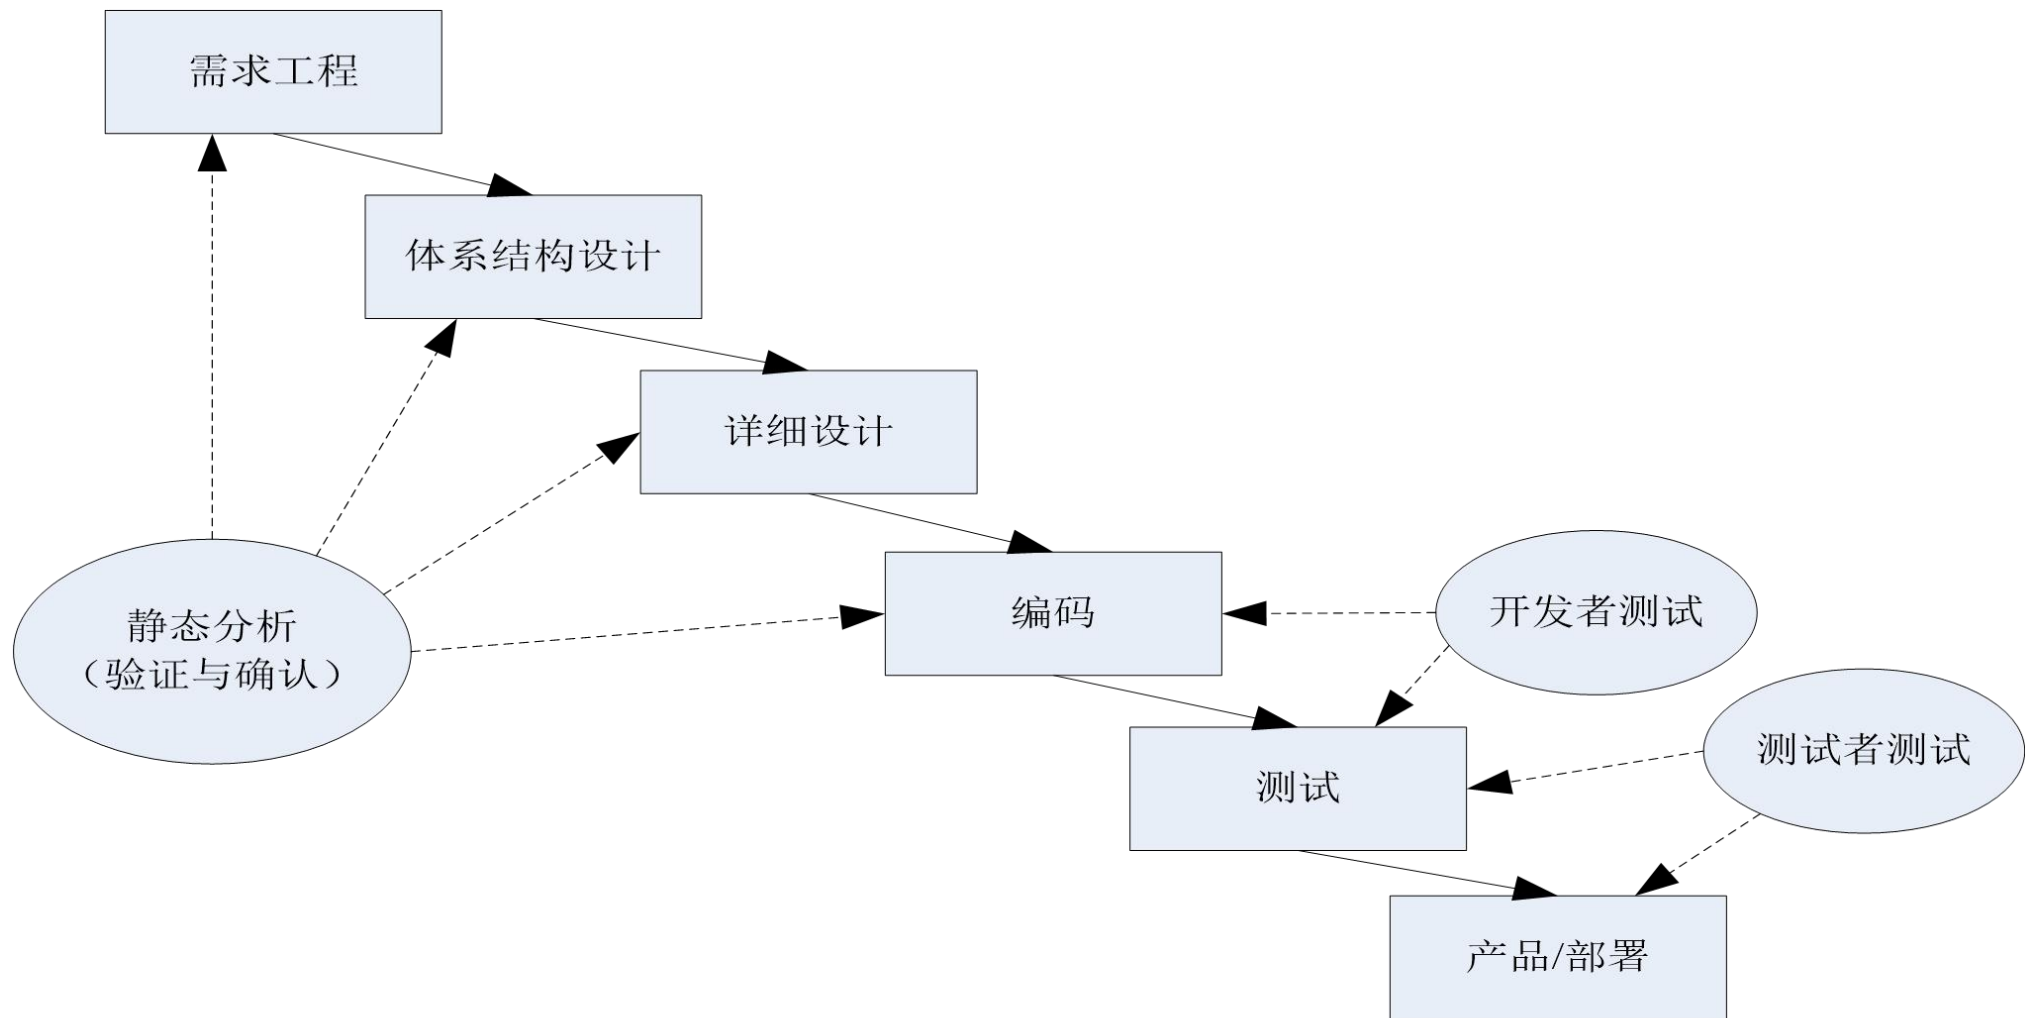 需求工程
体系结构设计
详细设计
编码
开发者测试
静态分析
（验证与确认）
测试者测试
测试
产品/部署